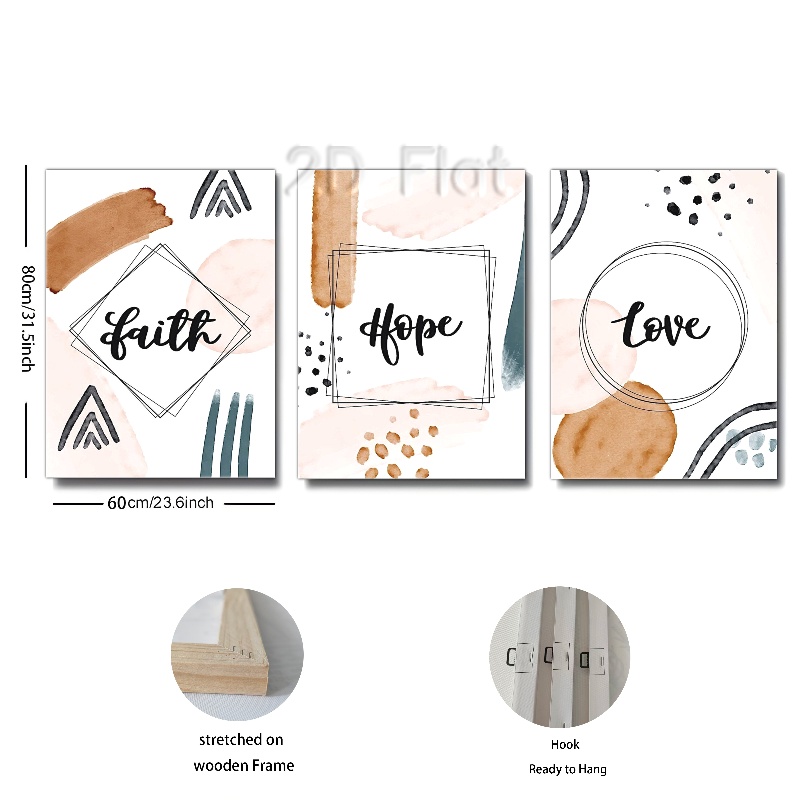 2D Flat
80cm/31.5inch
faith
Hope
Love
60cm/23.6inch
stretched on
wooden Frame
Hook
Ready to Hang